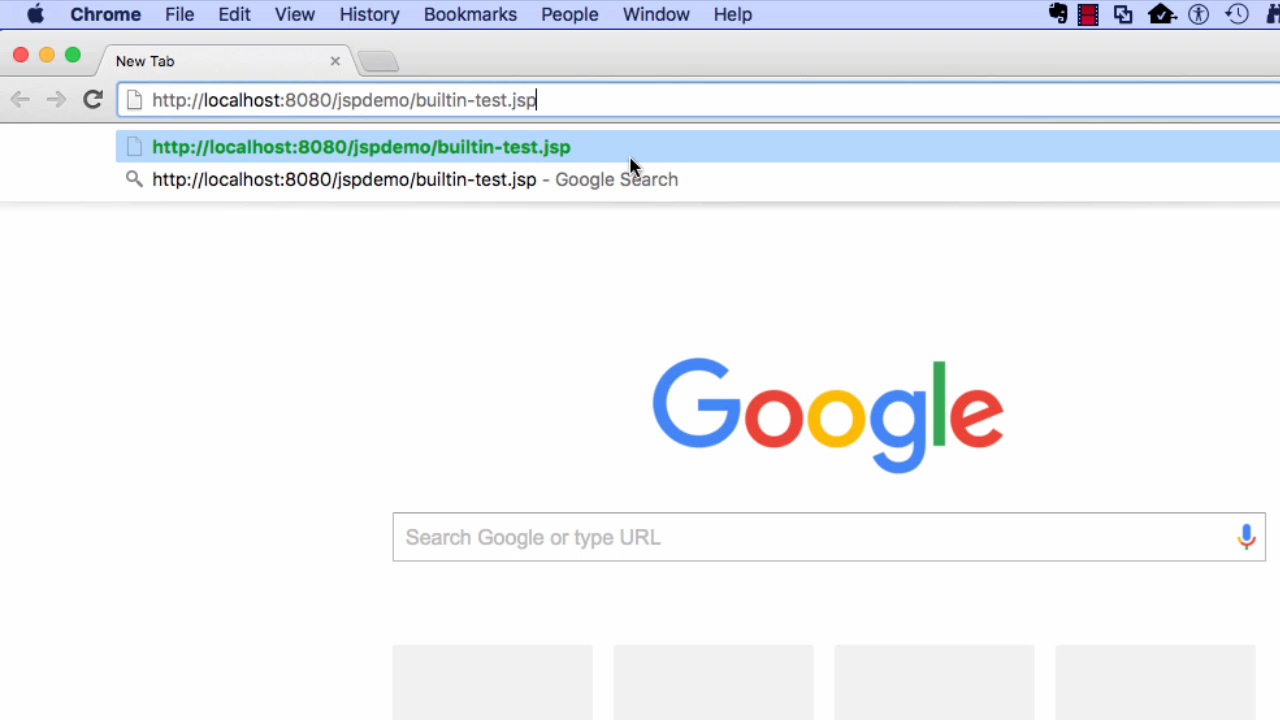 Chrome File Edit View History Bookmarks People Window Help
New Tab
http://localhost:8080/jspdemo/builtin-test.jsp
http://localhost:8080/jspdemo/builtin-test.jsp
http://localhost:8080/jspdemo/builtin-test.jsp - Google Search
Google
Search Google or type URL